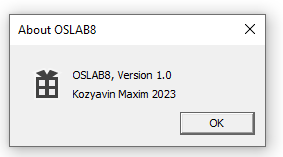 About OSLAB8
OSLAB8, Version 1.0
Kozyavin Maxim 2023
OK